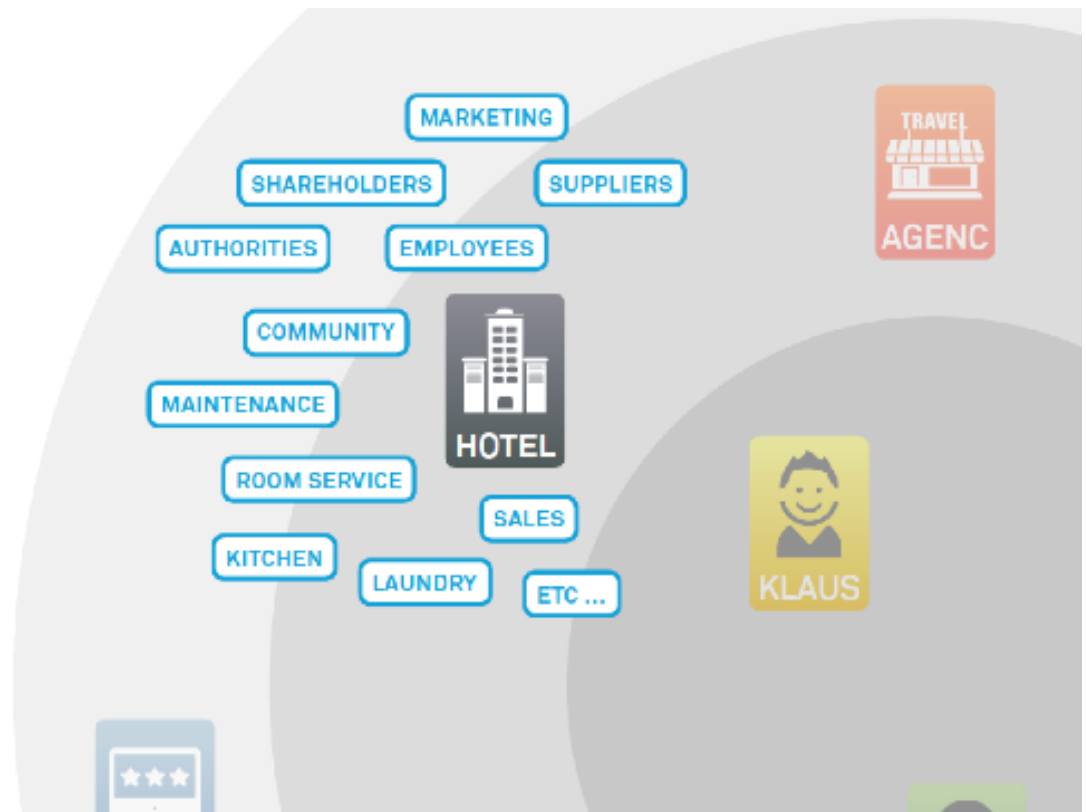 MARKETING
SHAREHOLDERS
SUPPLIERS
TRAVEL
AGENC
AUTHORITIES
EMPLOYEES
COMMUNITY
MAINTENANCE
HOTEL
ROOM SERVICE
SALES
KITCHEN
LAUNDRY
ETC ...
KLAUS